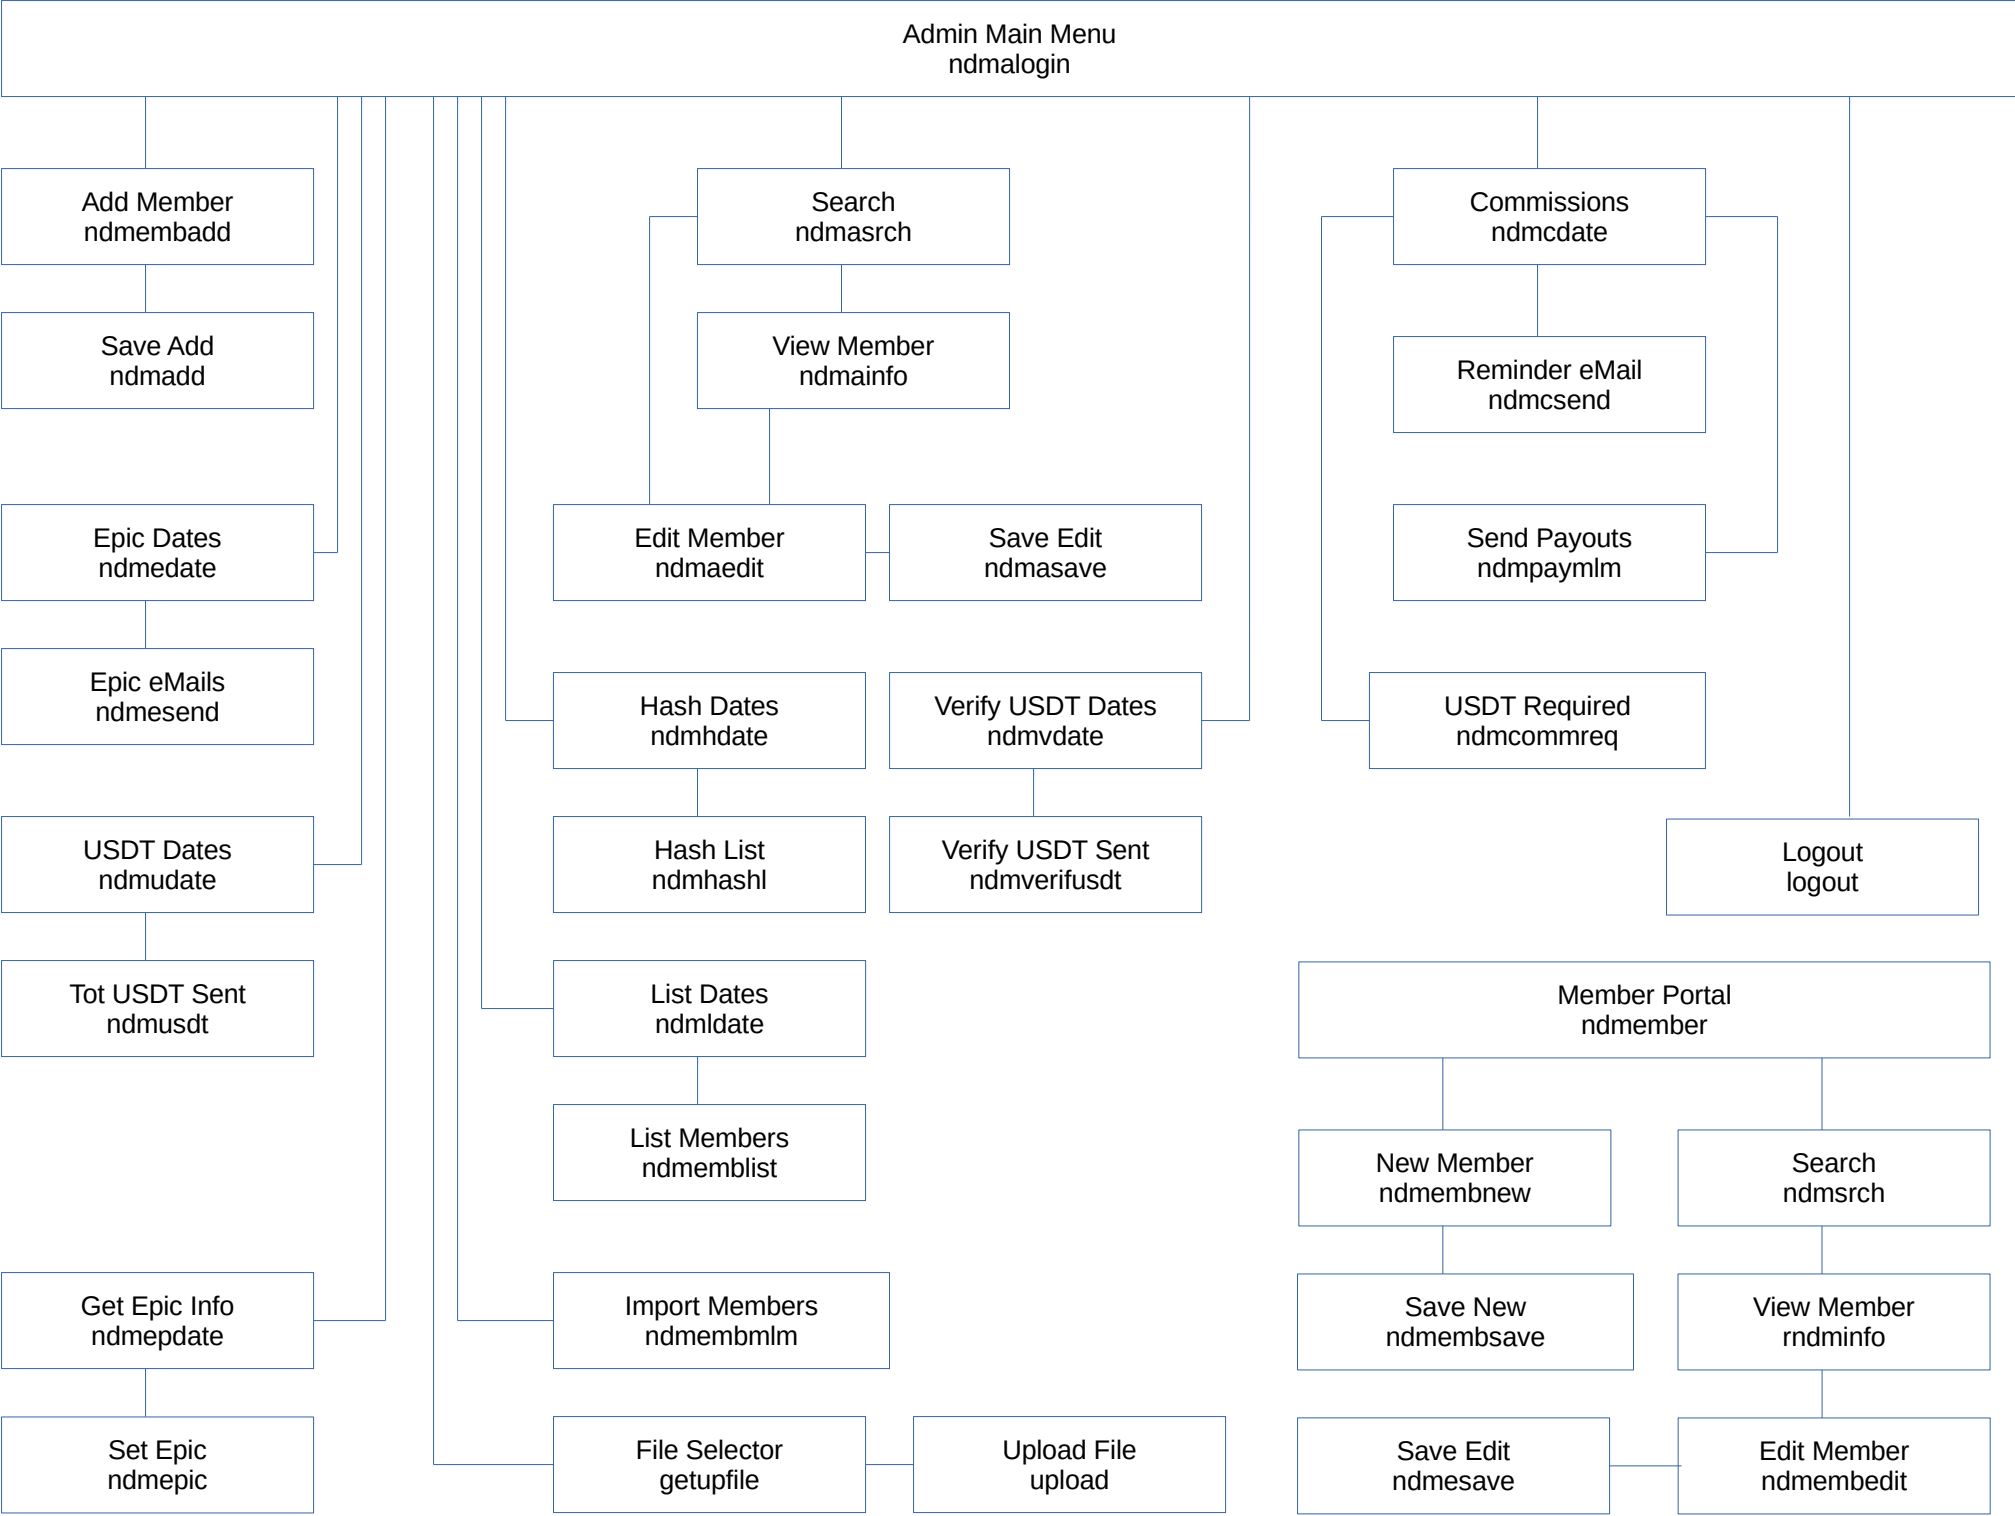 Admin Main Menu
ndmalogin
Add Member
ndmembadd
Search
ndmasrch
Commissions
ndmcdate
Save Add
ndmadd
View Member
ndmainfo
Reminder eMail
ndmcsend
Epic Dates
ndmedate
Edit Member
ndmaedit
Save Edit
ndmasave
Send Payouts
ndmpaymlm
Epic eMails
ndmesend
Hash Dates
ndmhdate
Verify USDT Dates
ndmvdate
USDT Required
ndmcommreq
USDT Dates
ndmudate
Hash List
ndmhashl
Verify USDT Sent
ndmverifusdt
Logout
logout
Tot USDT Sent
ndmusdt
List Dates
ndmldate
Member Portal
ndmember
List Members
ndmemblist
New Member
ndmembnew
Search
ndmsrch
Get Epic Info
ndmepdate
Import Members
ndmembmlm
Save New
ndmembsave
View Member
rndminfo
Set Epic
ndmepic
File Selector
getupfile
Upload File
upload
Save Edit
ndmesave
Edit Member
ndmembedit